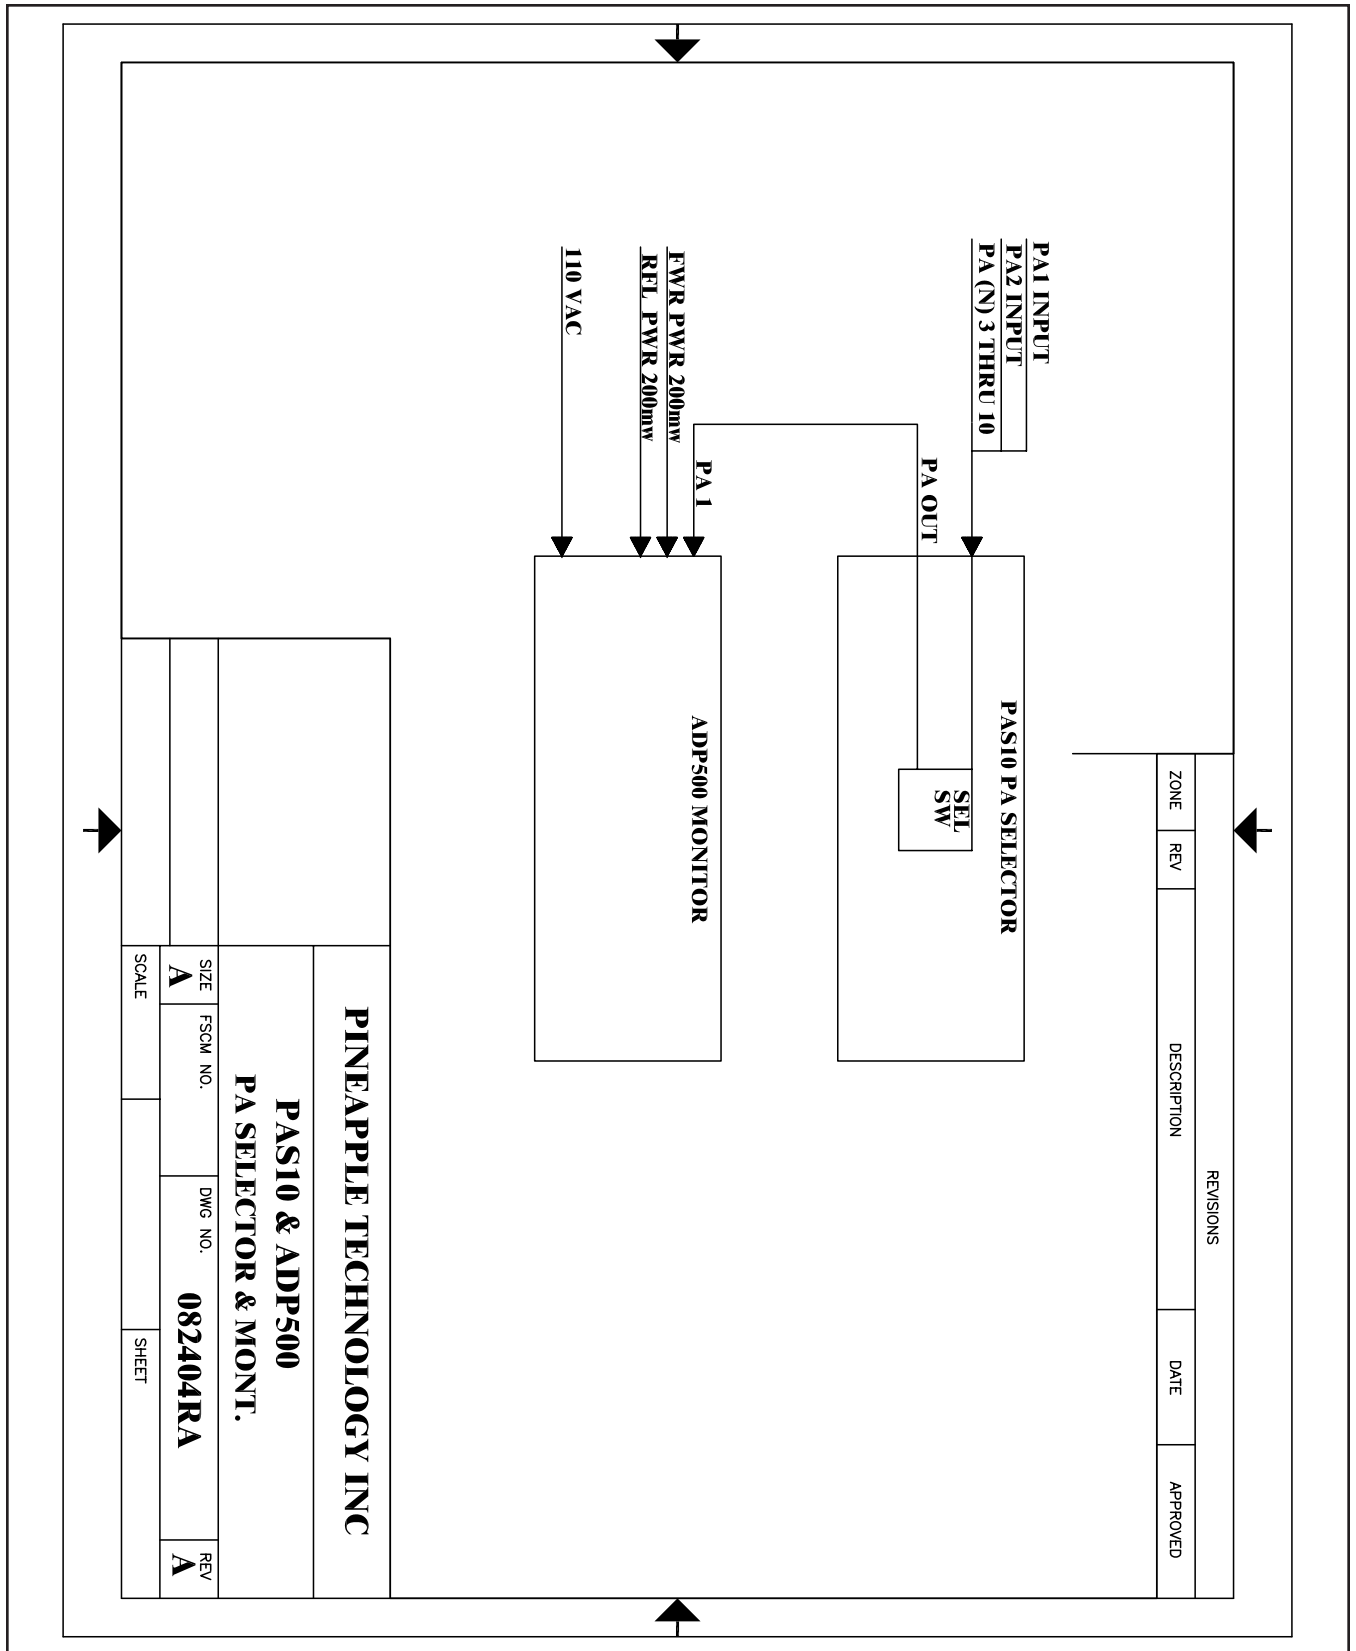 REVISIONS
ZONE
REV
DESCRIPTION
DATE
APPROVED
PA1 INPUT
PA2 INPUT
PA (N) 3 THRU 10
PAS10 PA SELECTOR
SEL
SW
PA OUT
PA 1
FWR PWR 200mw
RFL PWR 200mw
110 VAC
ADP500 MONITOR
PINEAPPLE TECHNOLOGY INC
PAS10 & ADP500
PA SELECTOR & MONT.
SIZE
A
FSCM NO.
DWG NO.
082404RA
REV
A
SCALE
SHEET